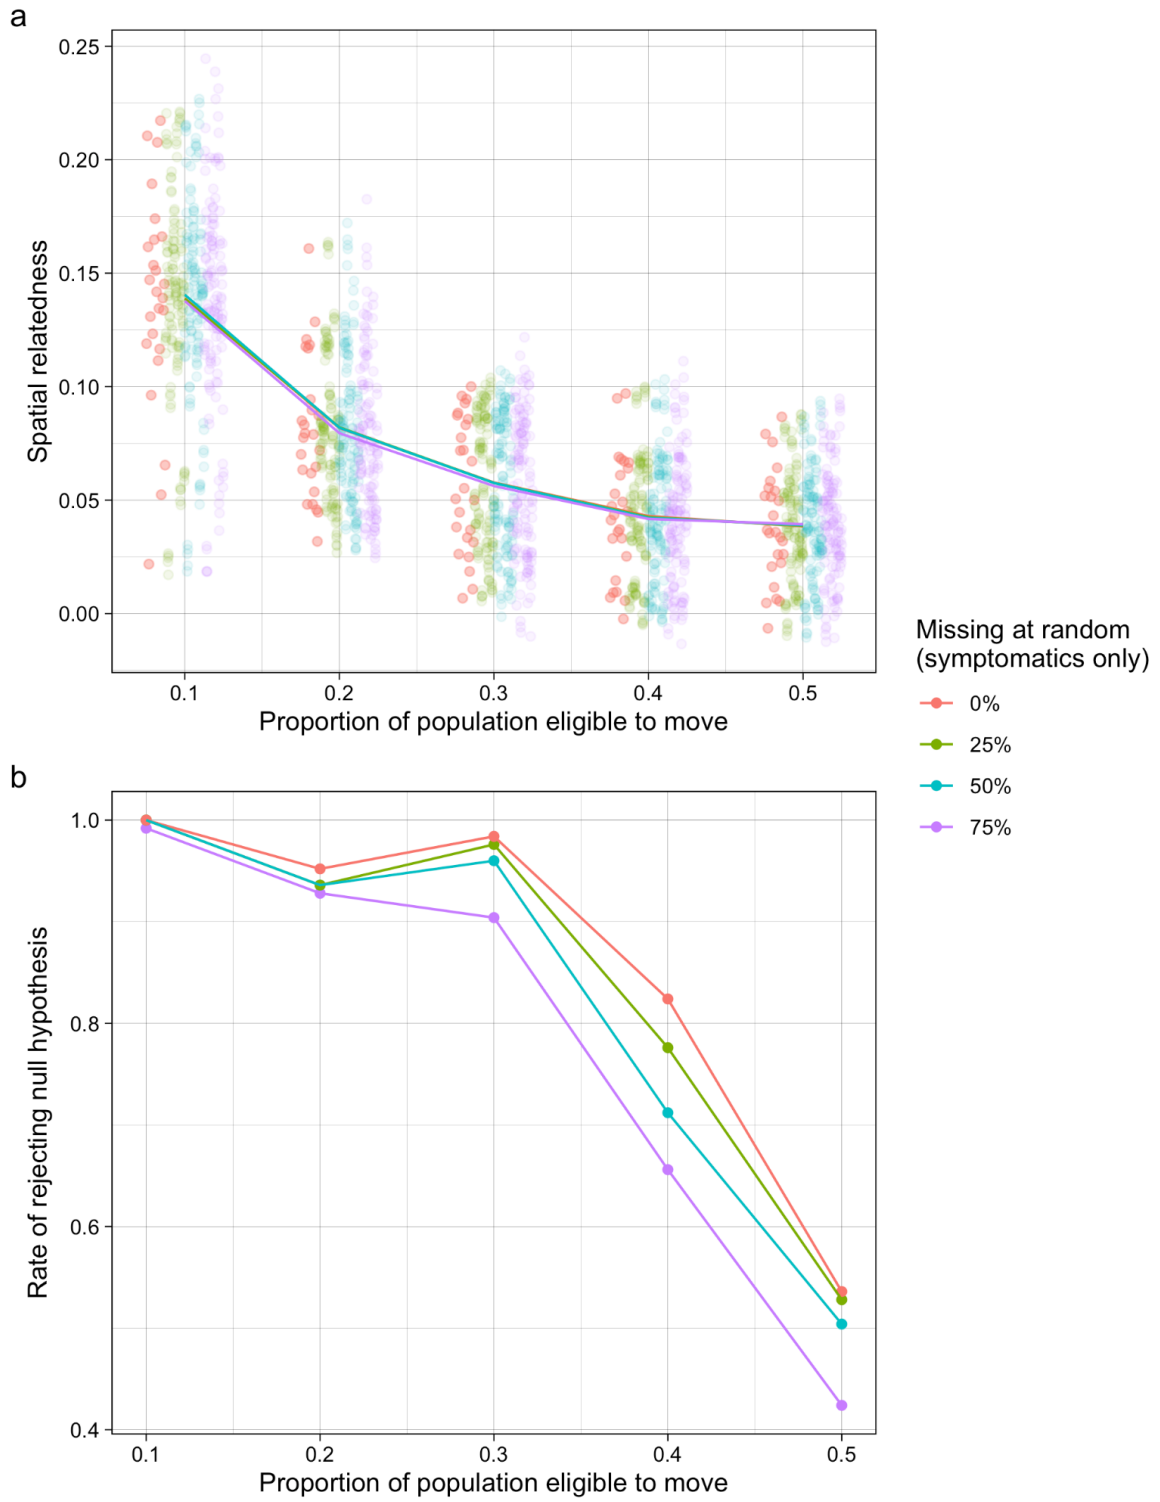 a
0.25
0.20
0.15
0.10
0.05
0.00
Spatial relatedness
0.1 0.2 0.3 0.4 0.5
Proportion of population eligible to move
Missing at random
(symptomatics only)
0%
25%
50%
75%
b
1.0
0.8
0.6
0.4
Rate of rejecting null hypothesis
0.1 0.2 0.3 0.4 0.5
Proportion of population eligible to move